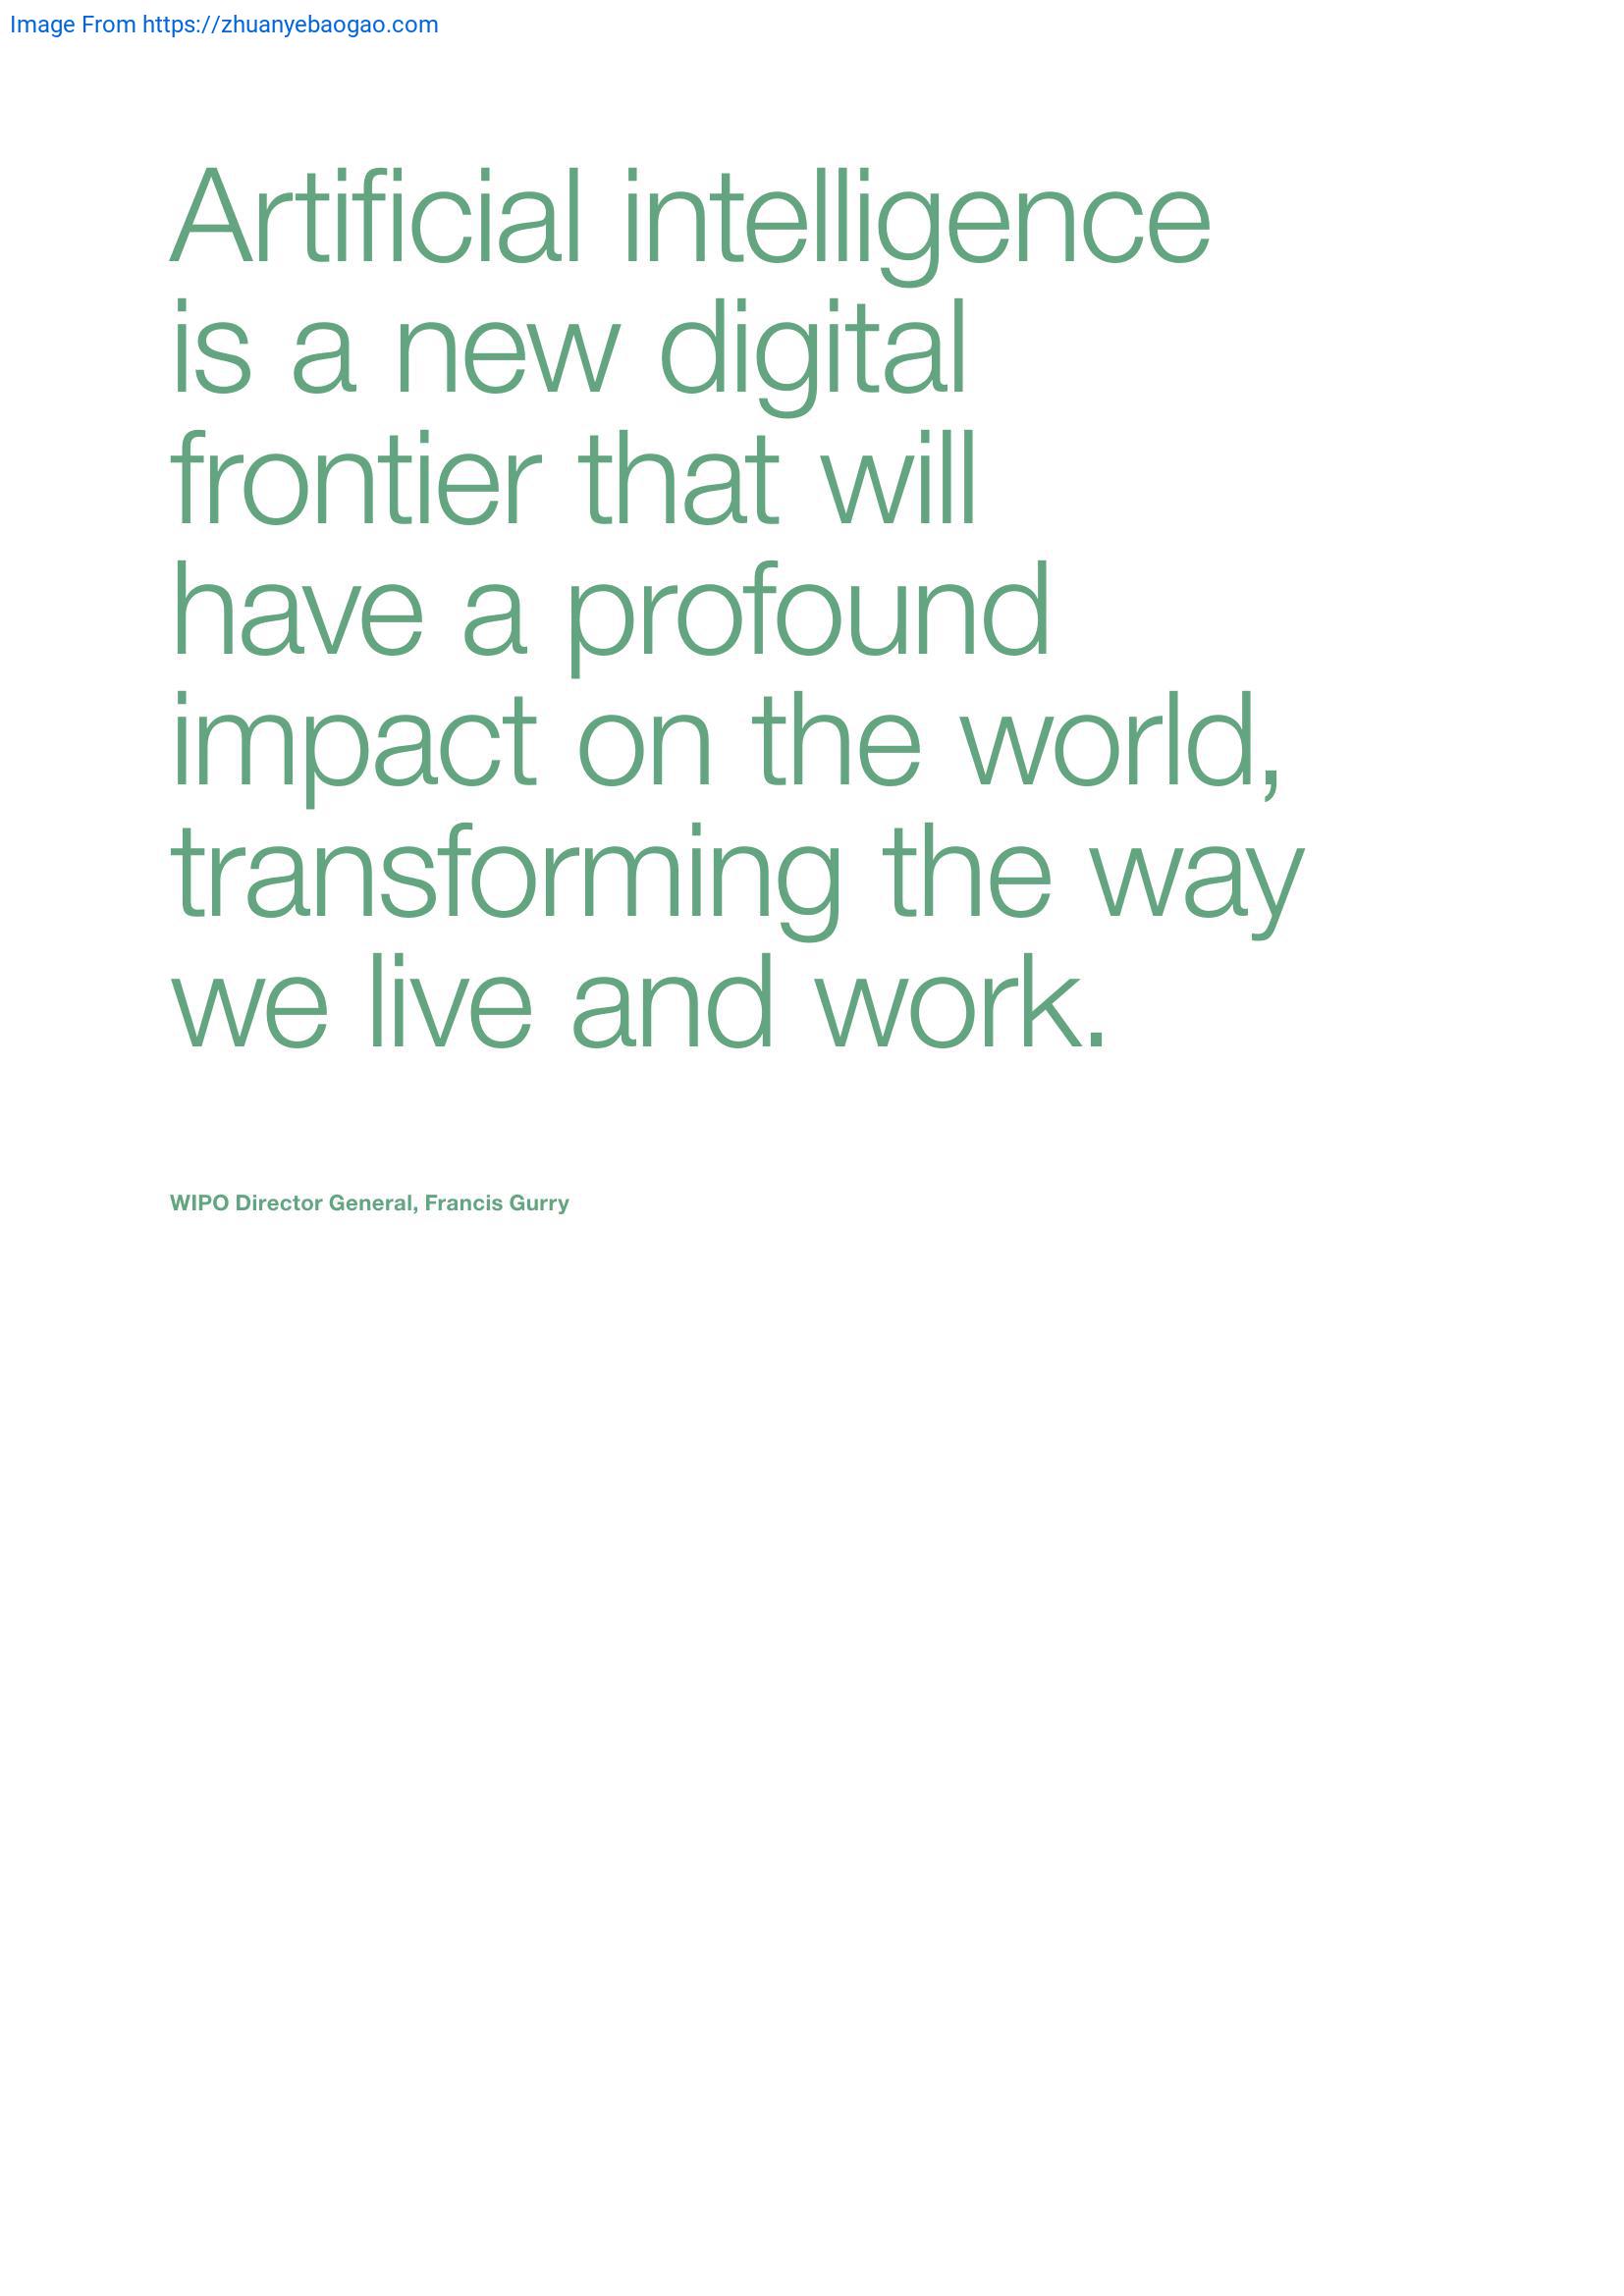 Image From https://zhuanyebaogao.com
Artificial intelligence
is a new digital
frontier that will
have a profound
impact on the world,
transforming the way
we live and work.
WIPO Director General, Francis Gurry